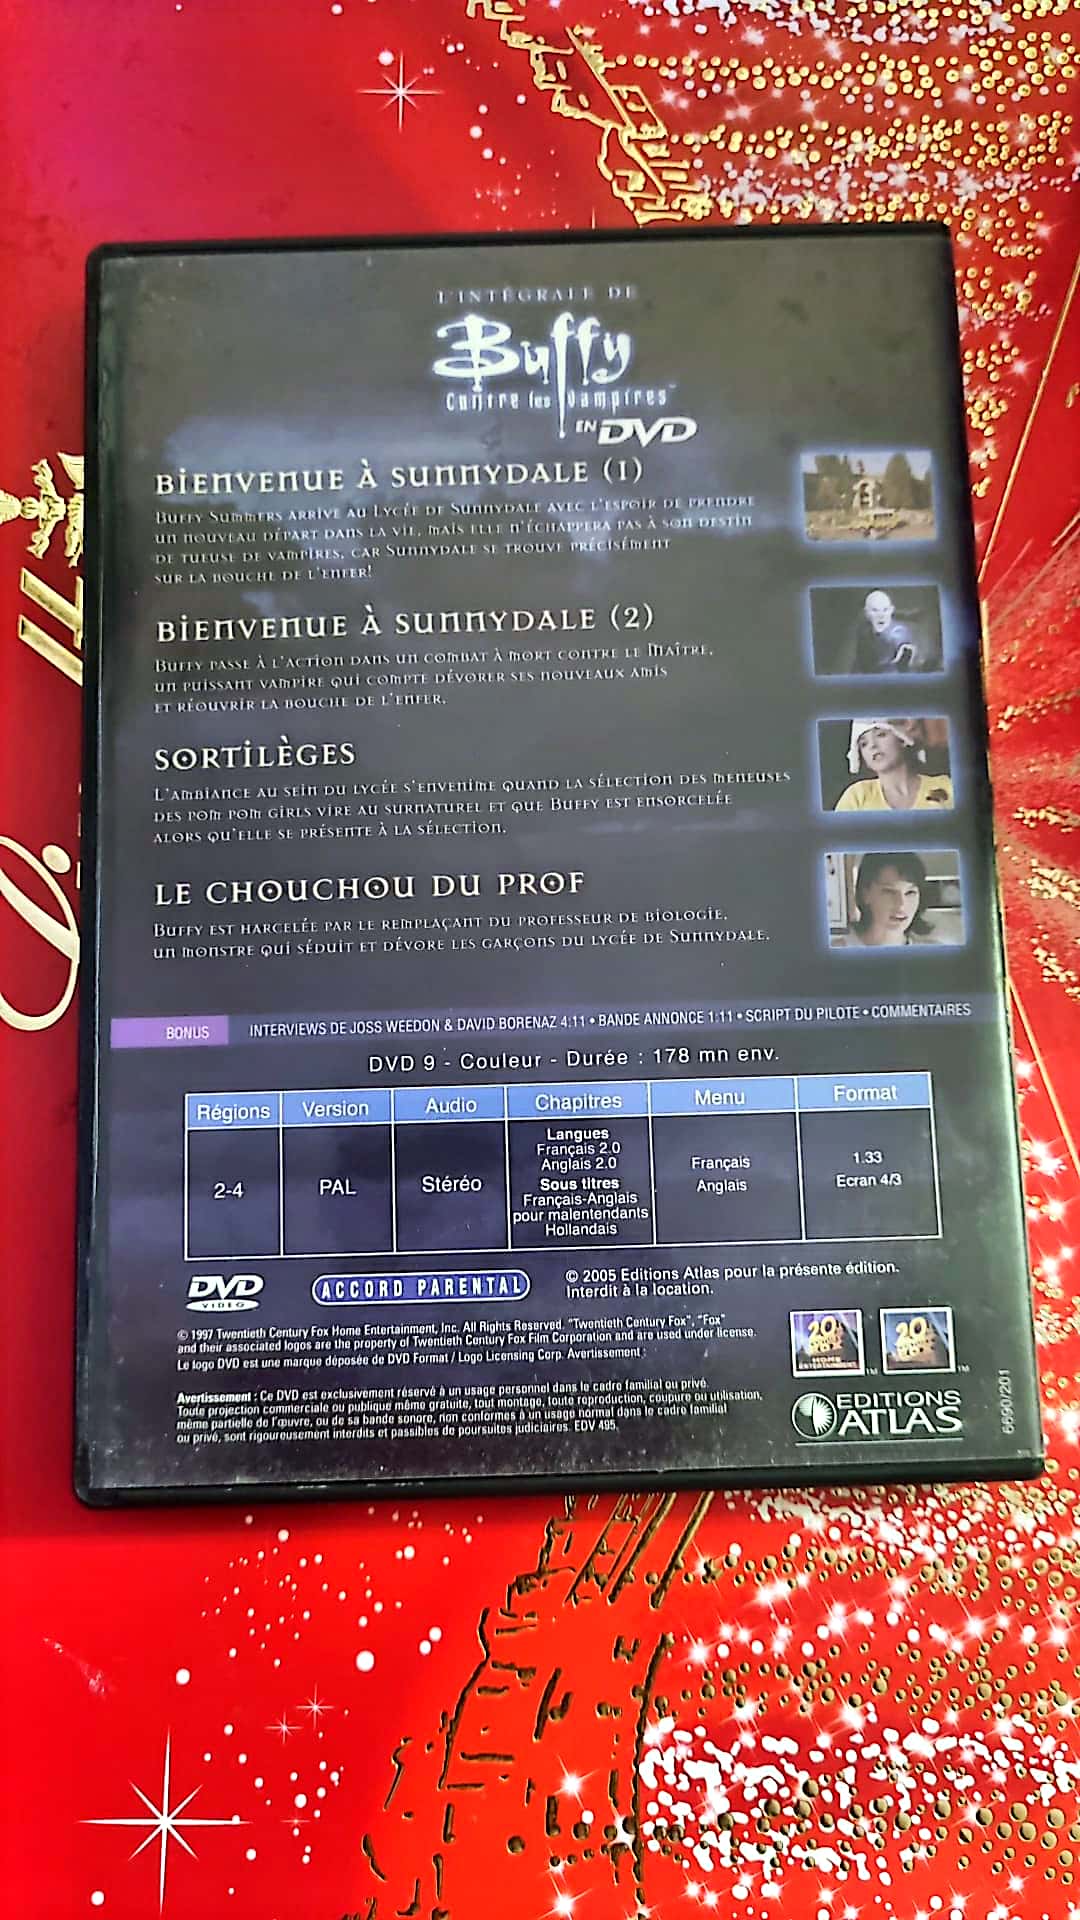 L'INTÉGRALE DE
Buffy
Contre les Vampires™
EN DVD
BIENVENUE À SUNNYDALE (1)
BUFFY SUMMERS ARRIVE AU LYCÉE DE SUNNYDALE AVEC L'ESPOIR DE PRENDRE
UN NOUVEAU DÉPART DANS LA VIE, MAIS ELLE N'ÉCHAPPERA PAS À SON DESTIN
DE TUEUSE DE VAMPIRES, CAR SUNNYDALE SE TROUVE PRÉCISÉMENT
SUR LA BOUCHE DE L'ENFER!
BIENVENUE À SUNNYDALE (2)
BUFFY PASSE À L'ACTION DANS UN COMBAT À MORT CONTRE LE MAÎTRE,
UN PUISSANT VAMPIRE QUI COMPTE DÉVORER SES NOUVEAUX AMIS
ET RÉOUVRIR LA BOUCHE DE L'ENFER.
SORTILÈGES
L'AMBIANCE AU SEIN DU LYCÉE S'ENVENIME QUAND LA SÉLECTION DES MENEUSES
DES POM POM GIRLS VIRE AU SURNATUREL ET QUE BUFFY EST ENSORCELÉE
ALORS QU'ELLE SE PRÉSENTE À LA SÉLECTION.
LE CHOUCHOU DU PROF
BUFFY EST HARCELÉE PAR LE REMPLAÇANT DU PROFESSEUR DE BIOLOGIE,
UN MONSTRE QUI SÉDUIT ET DÉVORE LES GARÇONS DU LYCÉE DE SUNNYDALE.
BONUS INTERVIEWS DE JOSS WEEDON & DAVID BORENAZ 4:11 • BANDE ANNONCE 1:11 • SCRIPT DU PILOTE • COMMENTAIRES
DVD 9 - Couleur - Durée : 178 mn env.
Régions Version Audio Chapitres Menu Format
2-4 PAL Stéréo
Langues
Français 2.0
Anglais 2.0
Sous titres
Français-Anglais
pour malentendants
Hollandais
Français
Anglais
1.33
Ecran 4/3
DVD
VIDEO
ACCORD PARENTAL
© 2005 Editions Atlas pour la présente édition.
Interdit à la location.
© 1997 Twentieth Century Fox Home Entertainment, Inc. All Rights Reserved. "Twentieth Century Fox", "Fox"
and their associated logos are the property of Twentieth Century Fox Film Corporation and are used under license.
Le logo DVD est une marque déposée de DVD Format / Logo Licensing Corp. Avertissement :
Avertissement : Ce DVD est exclusivement réservé à un usage personnel dans le cadre familial ou privé.
Toute projection commerciale ou publique même gratuite, tout montage, toute reproduction, coupure ou utilisation,
même partielle de l'œuvre, ou de sa bande sonore, non conformes à un usage normal dans le cadre familial
ou privé, sont rigoureusement interdits et passibles de poursuites judiciaires. EDV 495.
20th CENTURY FOX
HOME ENTERTAINMENT
™
20th CENTURY FOX
™
EDITIONS
ATLAS
6690/201